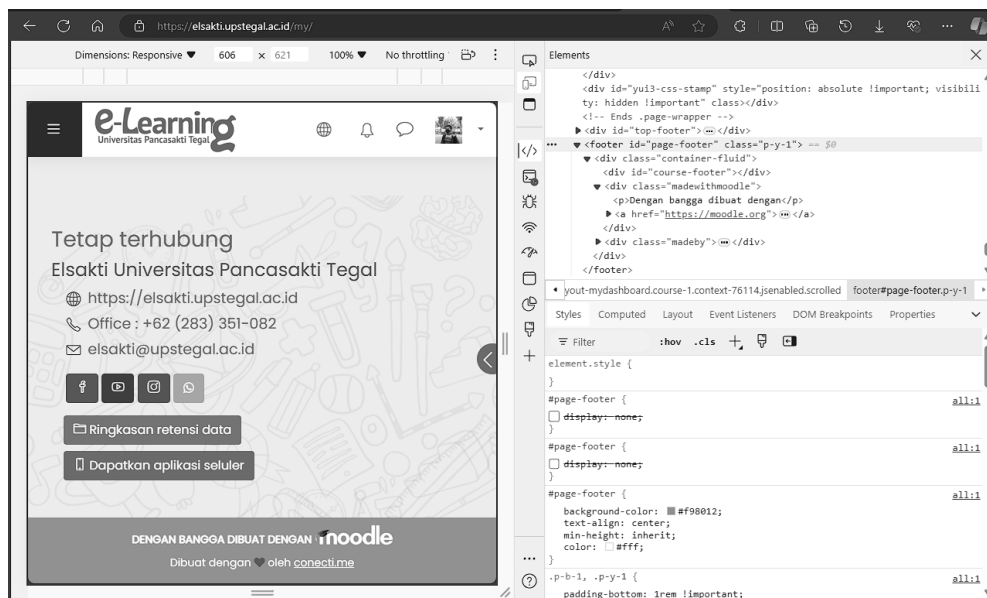 https://elsakti.upstegal.ac.id/my/
Dimensions: Responsive ▼ 606 x 621 100% ▼ No throttling
e-Learning
Universitas Pancasakti Tegal
Tetap terhubung
Elsakti Universitas Pancasakti Tegal
https://elsakti.upstegal.ac.id
Office : +62 (283) 351-082
elsakti@upstegal.ac.id
Ringkasan retensi data
Dapatkan aplikasi seluler
DENGAN BANGGA DIBUAT DENGAN moodle
Dibuat dengan ♥ oleh conecti.me
Elements
</div>
<div id="yui3-css-stamp" style="position: absolute !important; visibili
ty: hidden !important" class></div>
<!-- Ends .page-wrapper -->
<div id="top-footer">…</div>
<footer id="page-footer" class="p-y-1"> == $0
<div class="container-fluid">
<div id="course-footer"></div>
<div class="madewithmoodle">
<p>Dengan bangga dibuat dengan</p>
<a href="https://moodle.org">…</a>
</div>
<div class="madeby">…</div>
</div>
</footer>
yout-mydashboard.course-1.context-76114.jsenabled.scrolled footer#page-footer.p-y-1
Styles Computed Layout Event Listeners DOM Breakpoints Properties
Filter :hov .cls
element.style {
}
#page-footer { all:1
display: none;
}
#page-footer { all:1
display: none;
}
#page-footer { all:1
background-color: #f98012;
text-align: center;
min-height: inherit;
color: #fff;
}
.p-b-1, .p-y-1 { all:1
padding-bottom: 1rem !important;